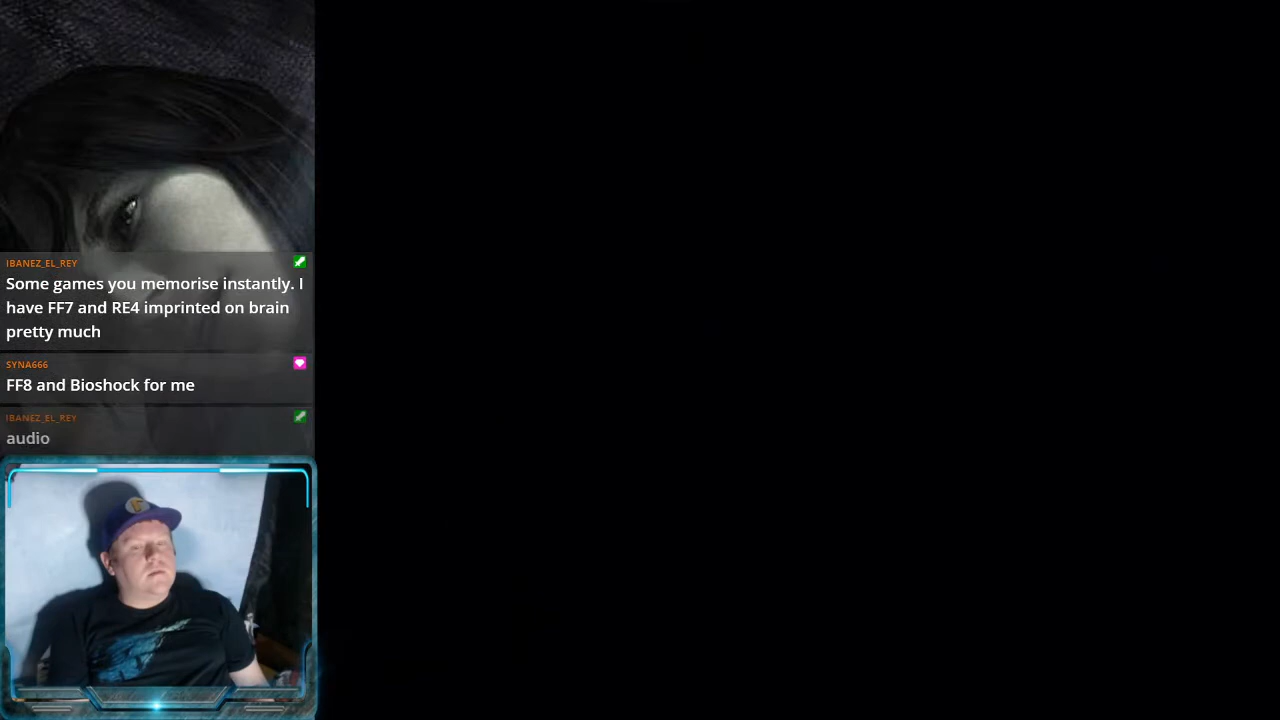 IBANEZ_EL_REY
Some games you memorise instantly. I
have FF7 and RE4 imprinted on brain
pretty much
SYNA666
FF8 and Bioshock for me
IBANEZ_EL_REY
audio